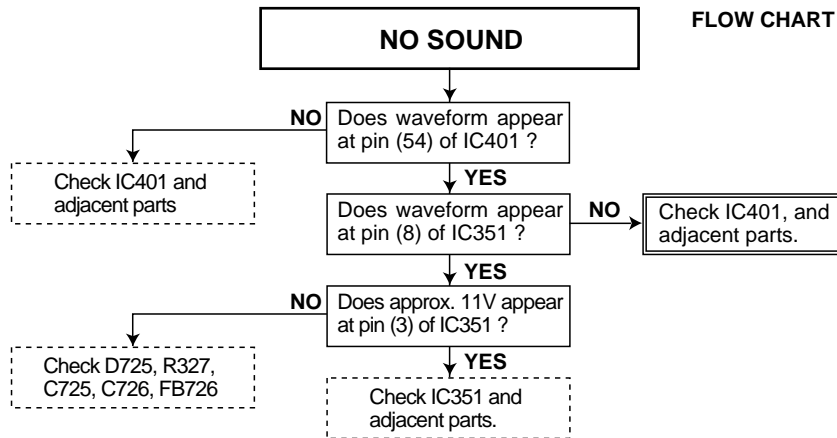 FLOW CHART
NO SOUND
NO
Does waveform appear
at pin (54) of IC401 ?
YES
Check IC401 and
adjacent parts
Does waveform appear
at pin (8) of IC351 ?
NO
Check IC401, and
adjacent parts.
YES
NO
Does approx. 11V appear
at pin (3) of IC351 ?
YES
Check D725, R327,
C725, C726, FB726
Check IC351 and
adjacent parts.